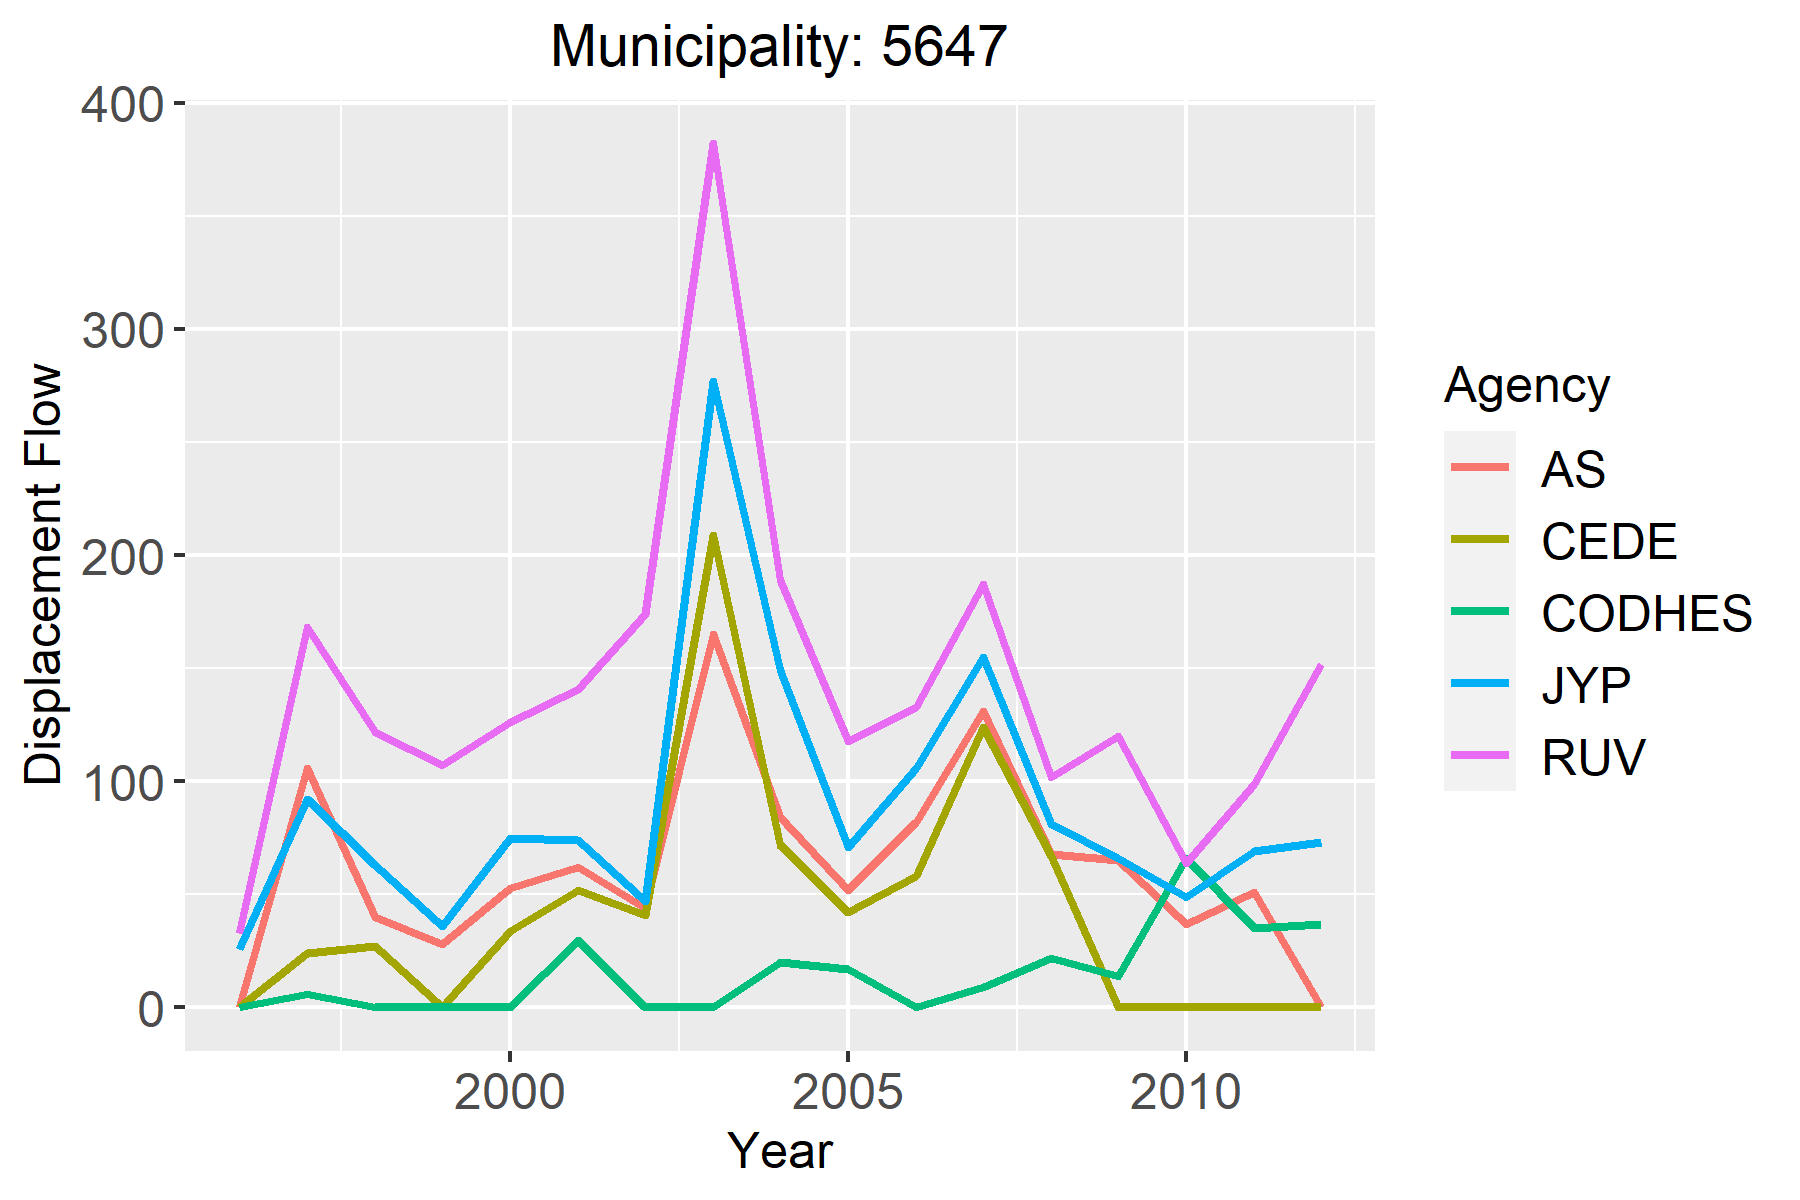 Municipality: 5647
400
300
200
100
0
Displacement Flow
2000
2005
2010
Year
Agency
AS
CEDE
CODHES
JYP
RUV